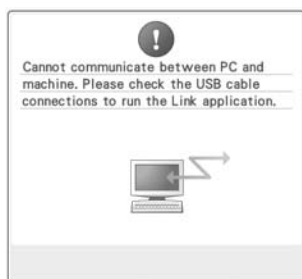 Cannot communicate between PC and
machine. Please check the USB cable
connections to run the Link application.